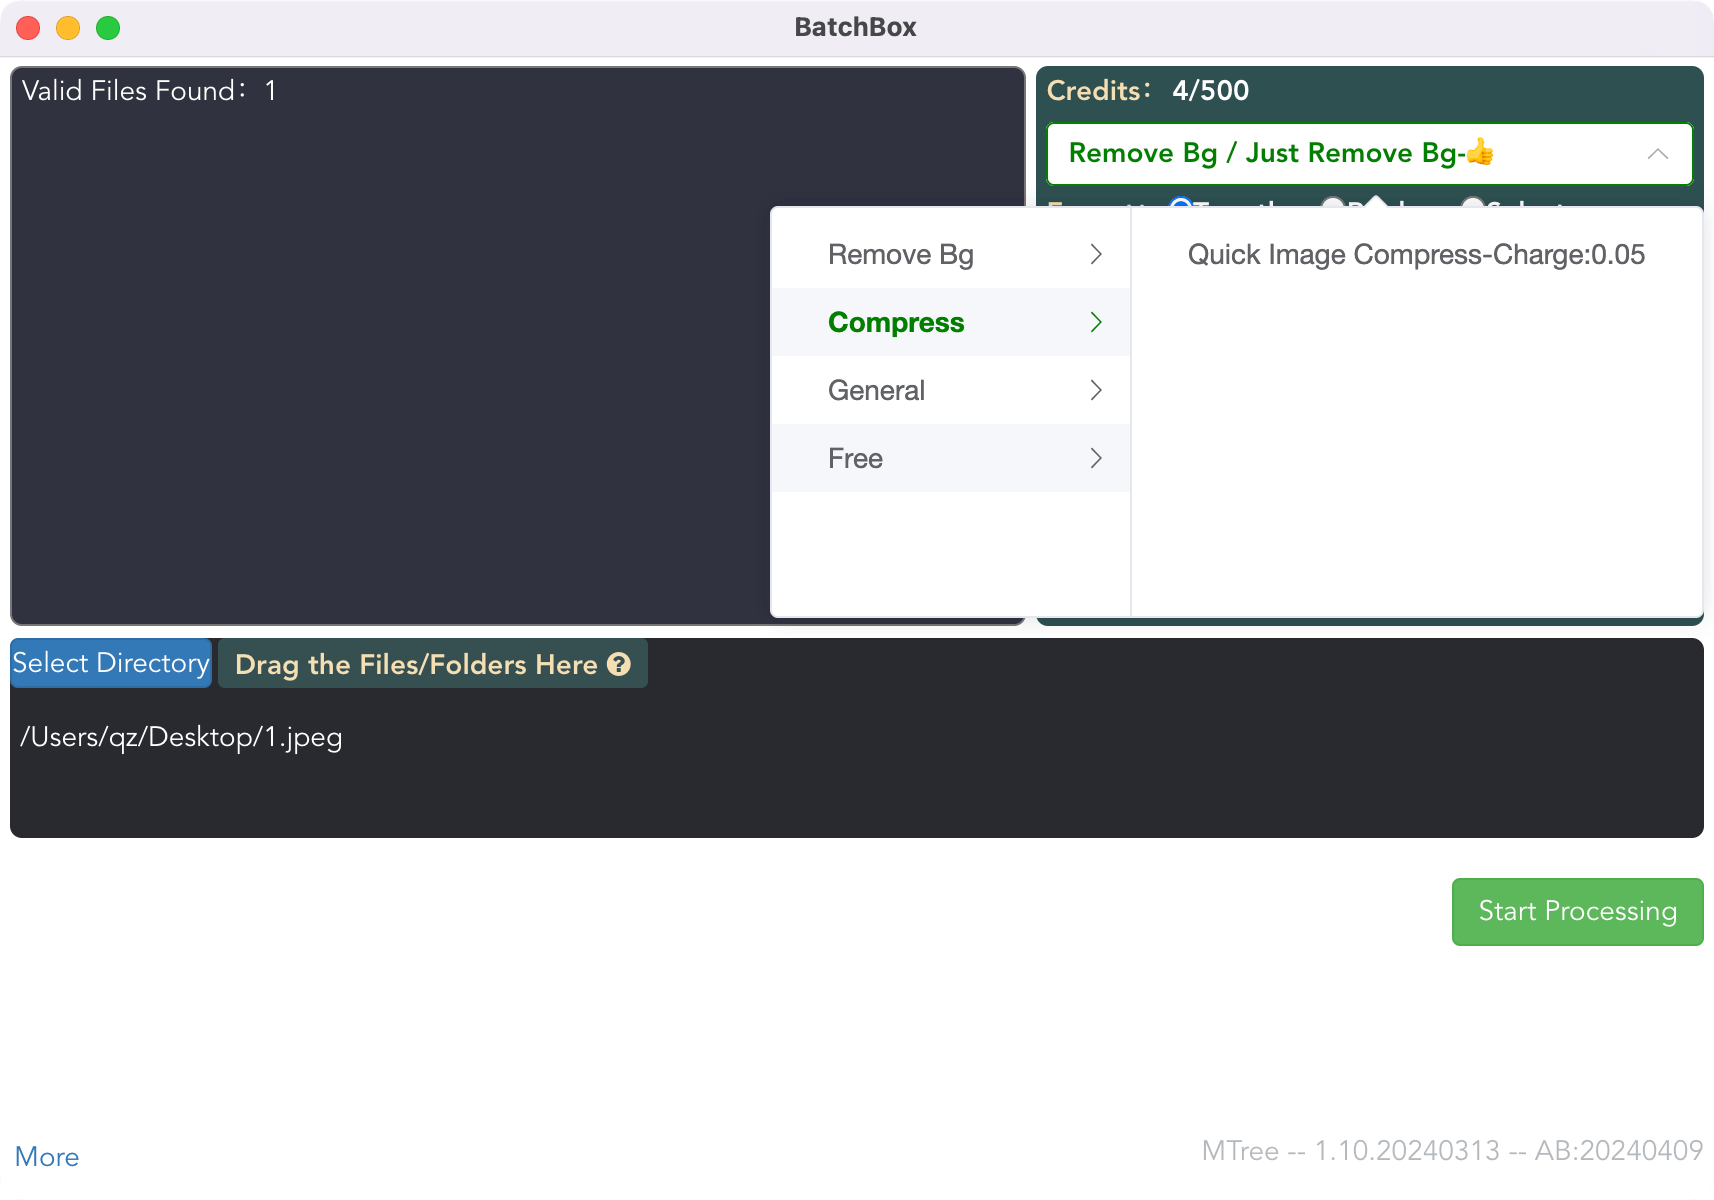 BatchBox
Valid Files Found： 1
Credits： 4/500
Remove Bg / Just Remove Bg-👍
Remove Bg
Compress
General
Free
Quick Image Compress-Charge:0.05
Select Directory
Drag the Files/Folders Here
/Users/qz/Desktop/1.jpeg
Start Processing
More
MTree -- 1.10.20240313 -- AB:20240409